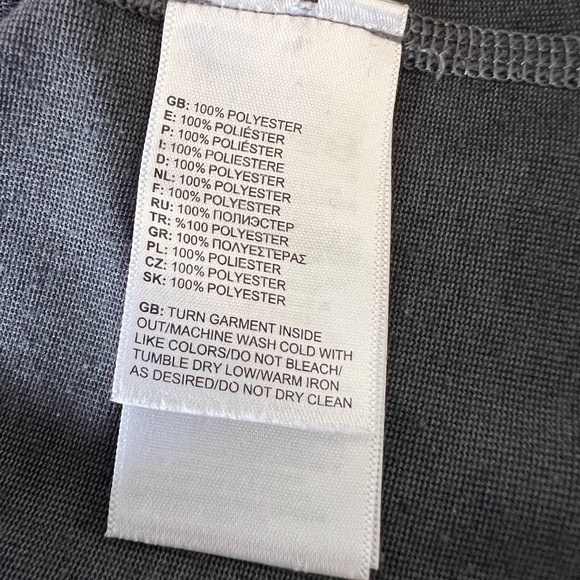 GB: 100% POLYESTER
E: 100% POLIÉSTER
P: 100% POLIÉSTER
I: 100% POLIESTERE
D: 100% POLYESTER
NL: 100% POLYESTER
F: 100% POLYESTER
RU: 100% ПОЛИЭСТЕР
TR: %100 POLYESTER
GR: 100% ΠΟΛΥΕΣΤΕΡΑΣ
PL: 100% POLIESTER
CZ: 100% POLYESTER
SK: 100% POLYESTER
GB: TURN GARMENT INSIDE
OUT/MACHINE WASH COLD WITH
LIKE COLORS/DO NOT BLEACH/
TUMBLE DRY LOW/WARM IRON
AS DESIRED/DO NOT DRY CLEAN